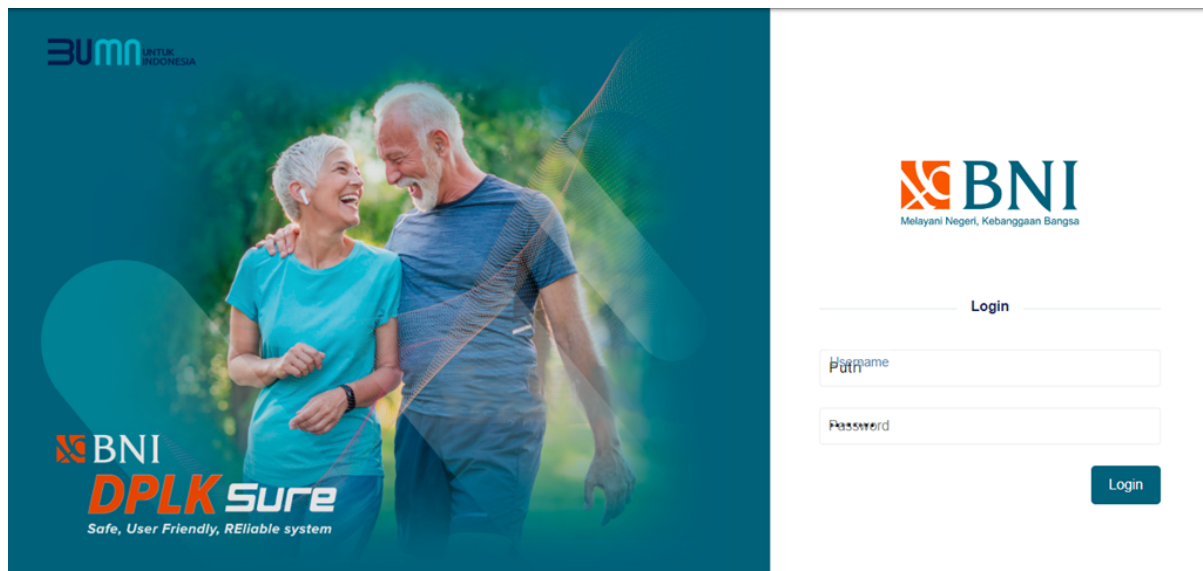 BUMN UNTUK
INDONESIA
BNI
DPLK Sure
Safe, User Friendly, REliable system
BNI
Melayani Negeri, Kebanggaan Bangsa
Login
Username
Putri
Password
Login